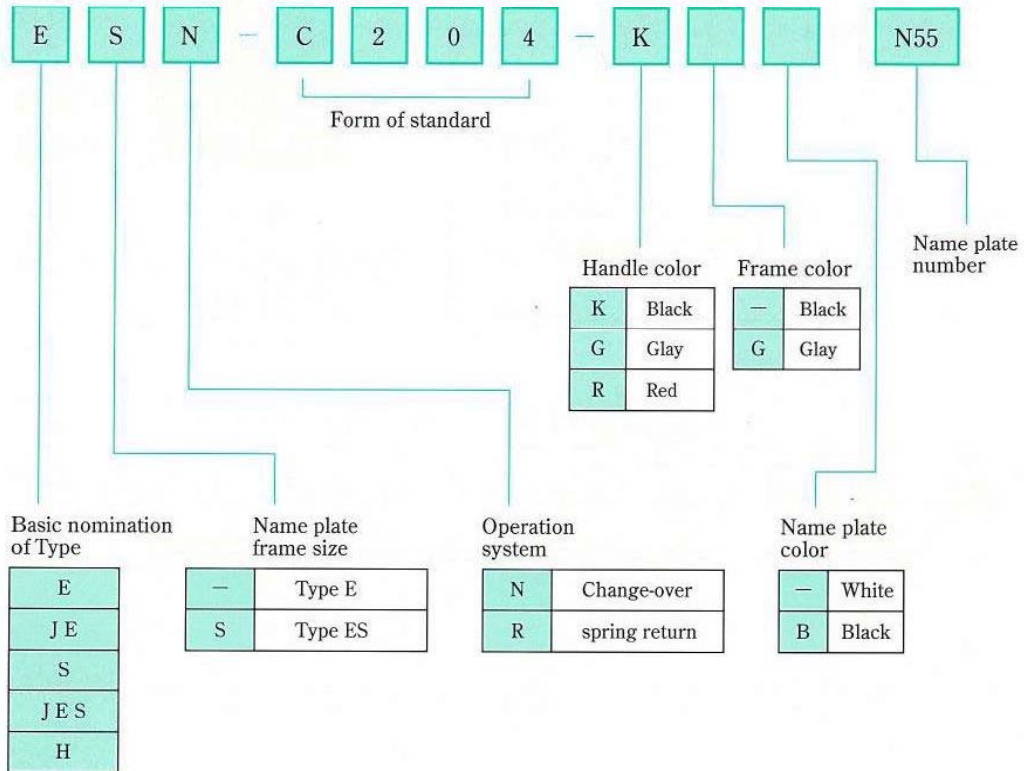 E S N - C 2 0 4 - K N55
Form of standard
Name plate
number
Handle color
K Black
G Glay
R Red
Frame color
— Black
G Glay
Basic nomination
of Type
E
J E
S
J E S
H
Name plate
frame size
— Type E
S Type ES
Operation
system
N Change-over
R spring return
Name plate
color
— White
B Black